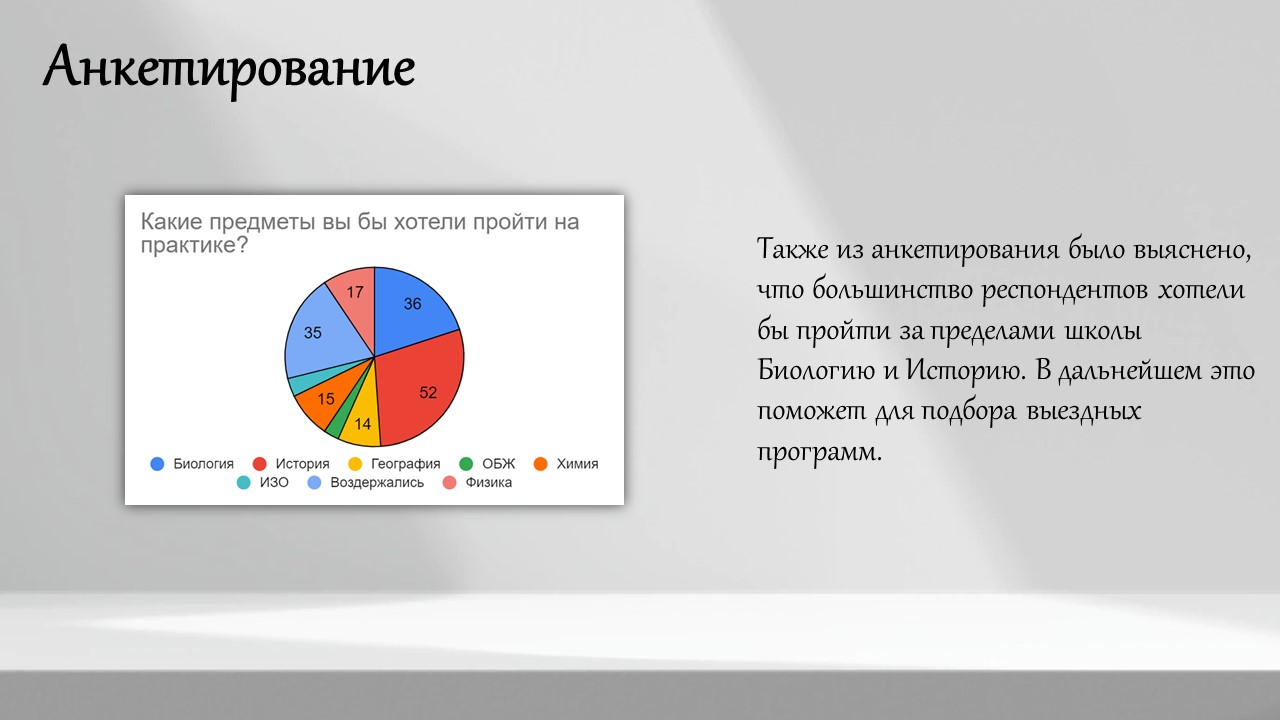 Анкетирование
Какие предметы вы бы хотели пройти на
практике?
17
36
35
52
15
14
Биология История География ОБЖ Химия
ИЗО Воздержались Физика
Также из анкетирования было выяснено,
что большинство респондентов хотели
бы пройти за пределами школы
Биологию и Историю. В дальнейшем это
поможет для подбора выездных
программ.